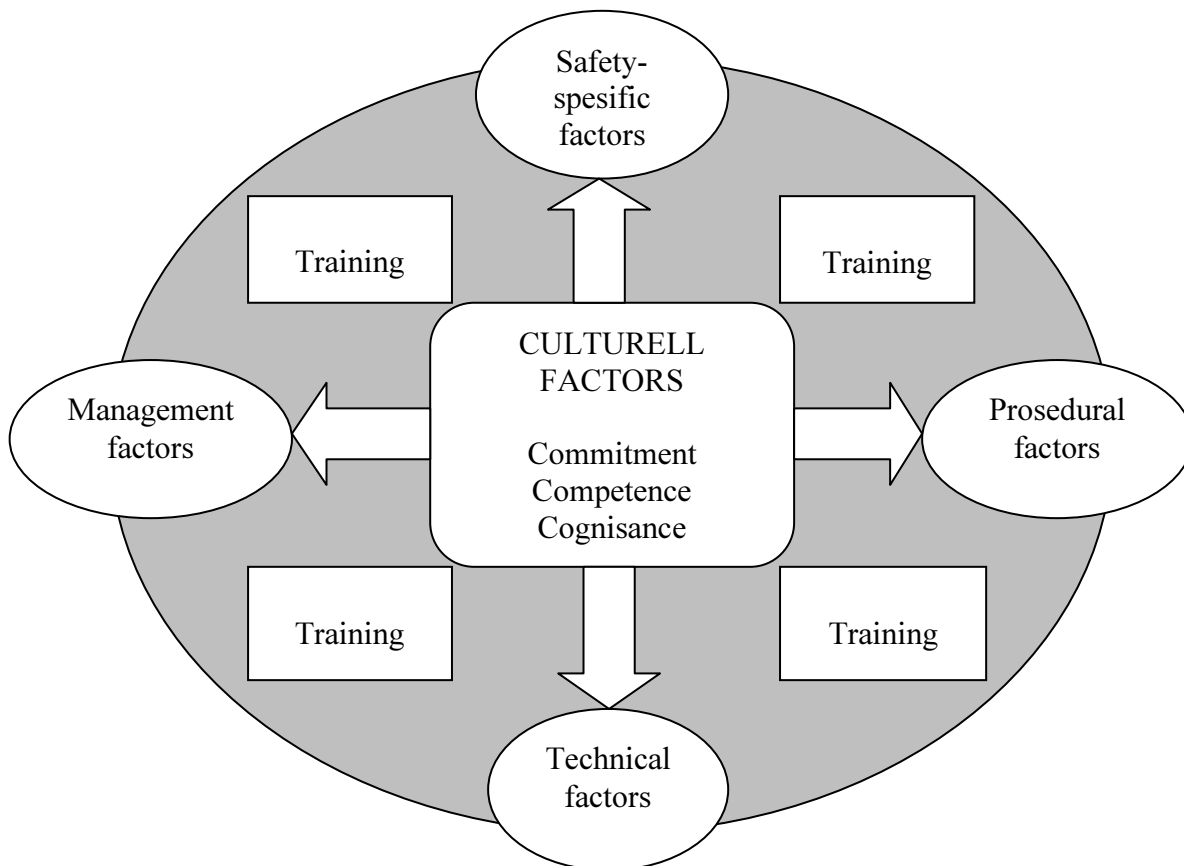 Safety-
spesific
factors
Training
Training
CULTURELL
FACTORS
Commitment
Competence
Cognisance
Management
factors
Prosedural
factors
Training
Training
Technical
factors